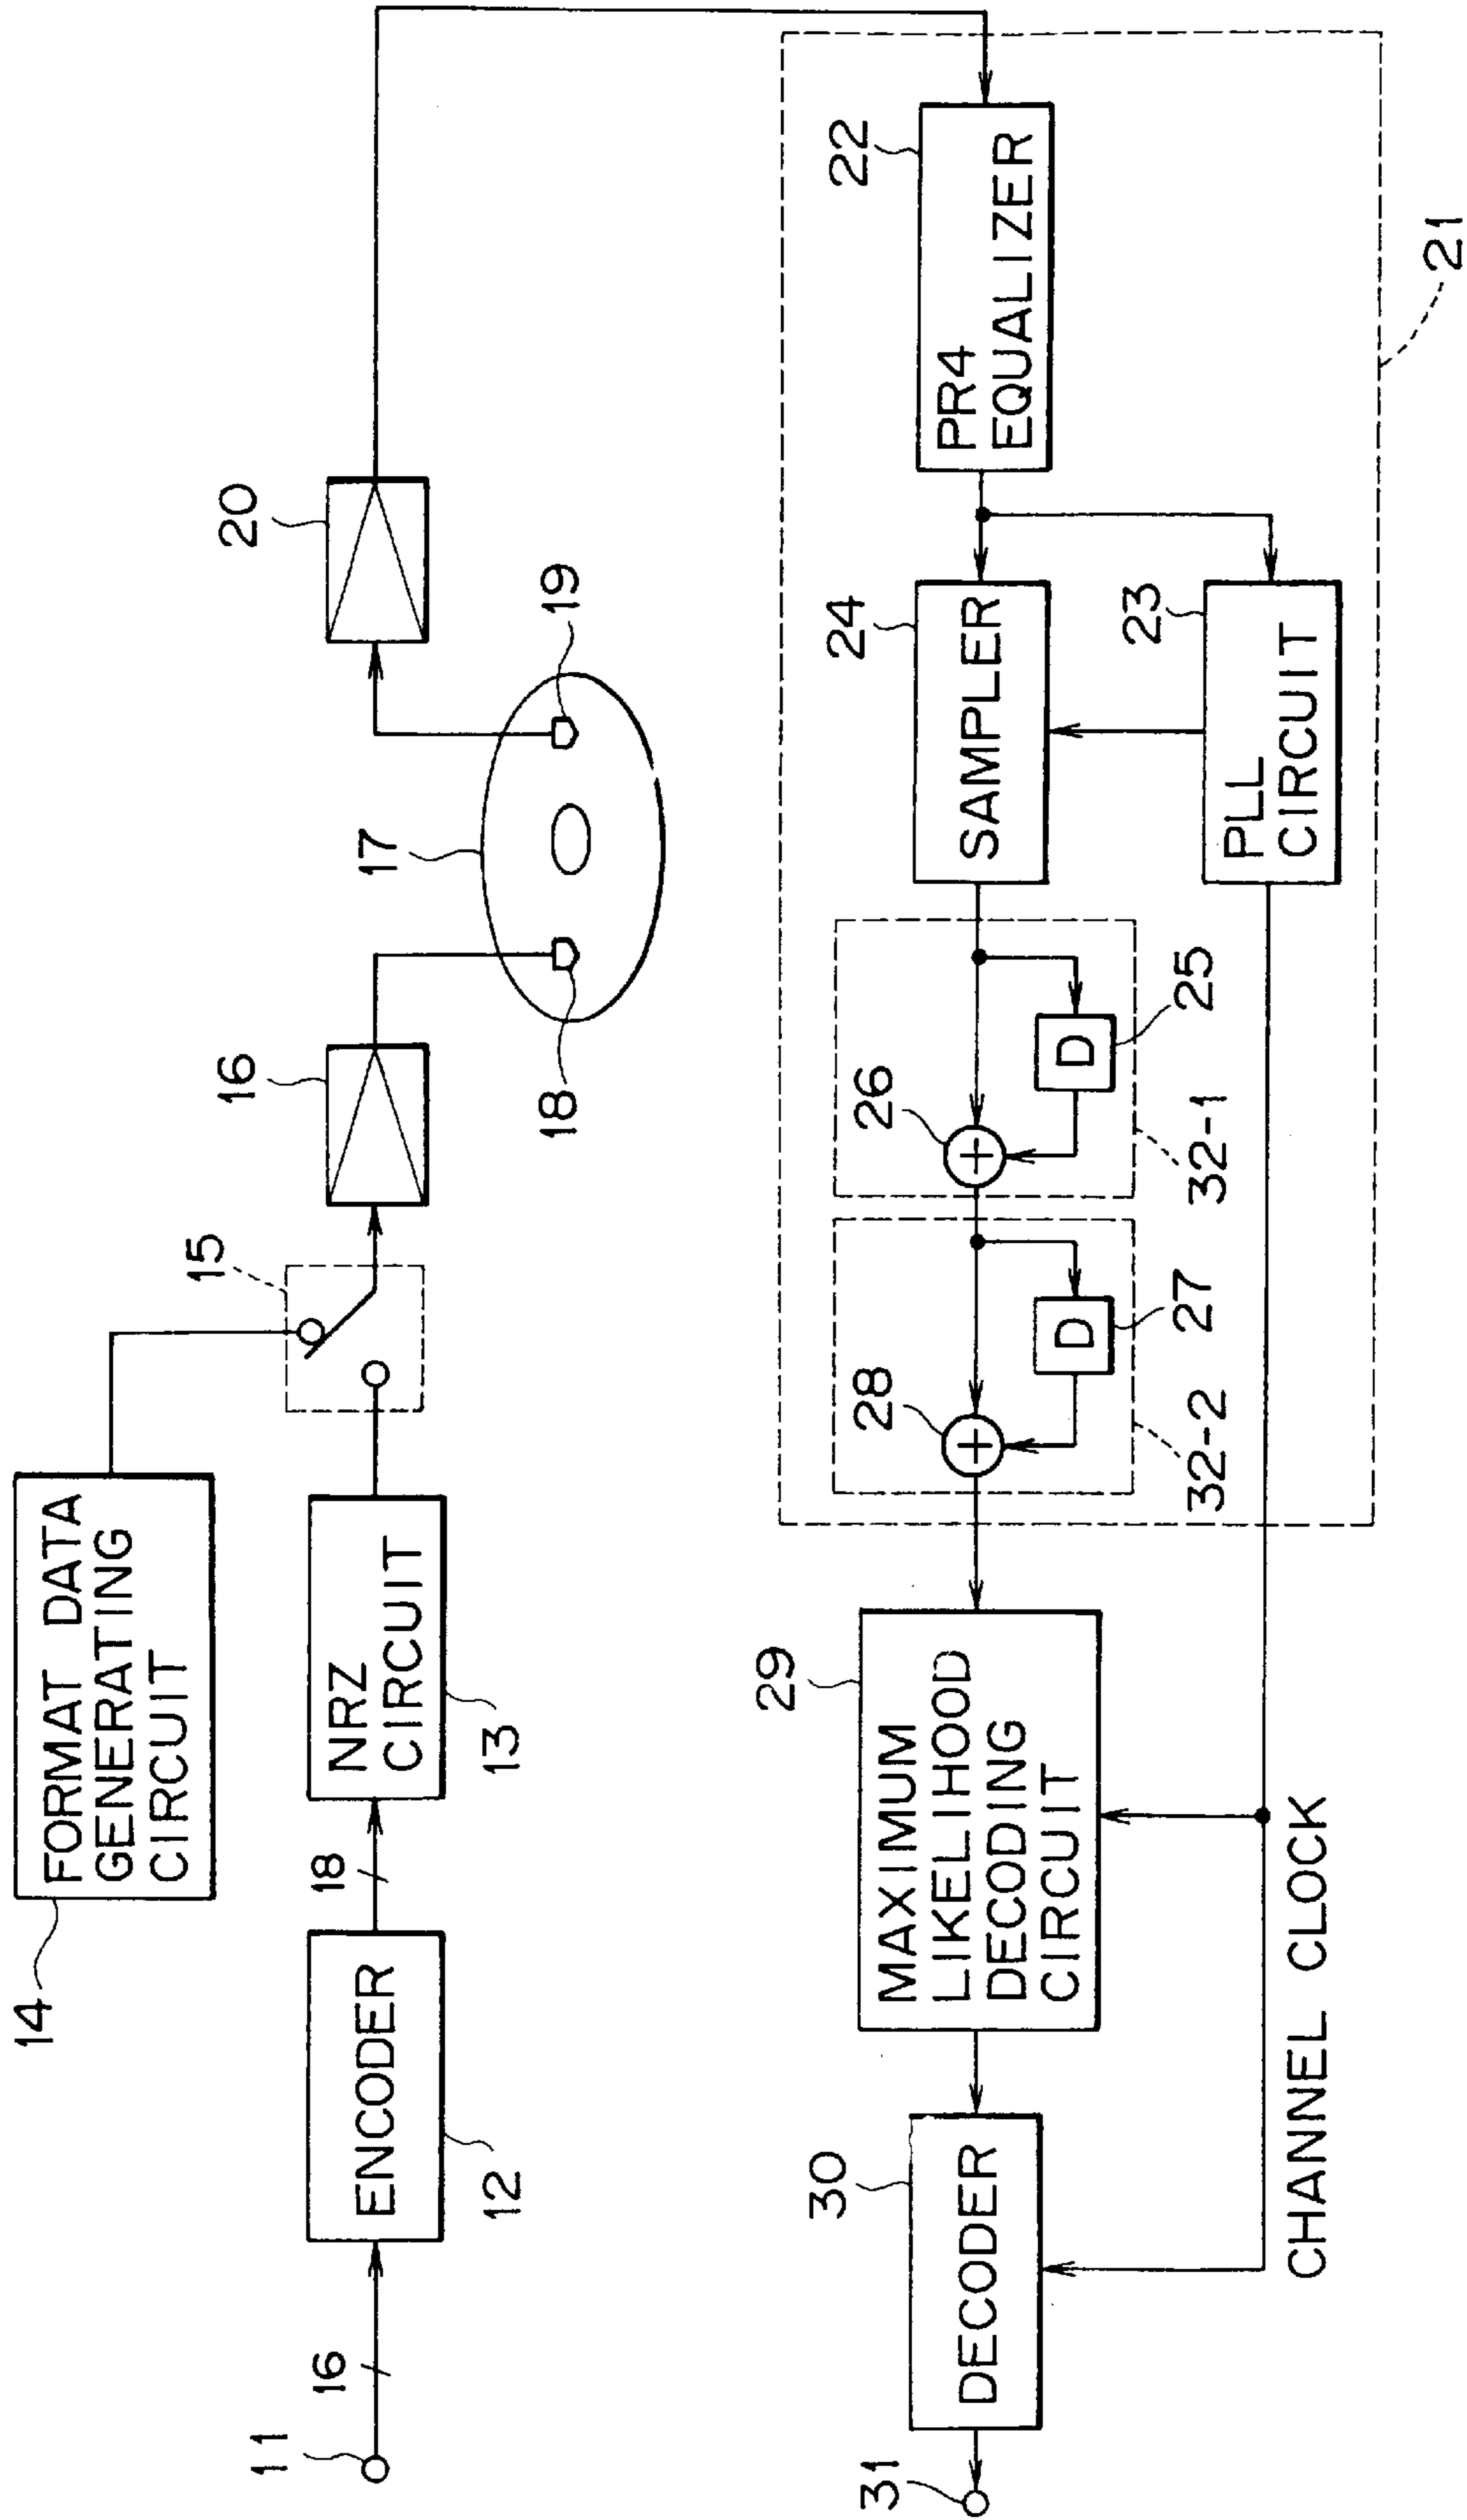 14
FORMAT DATA
GENERATING
CIRCUIT
11
16
ENCODER
12
18
NRZ
CIRCUIT
13
15
16
17
18
19
20
21
22
PR4
EQUALIZER
24
SAMPLER
23
PLL
CIRCUIT
26
D
25
32-1
28
D
27
32-2
29
MAXIMUM
LIKELIHOOD
DECODING
CIRCUIT
30
DECODER
31
CHANNEL CLOCK